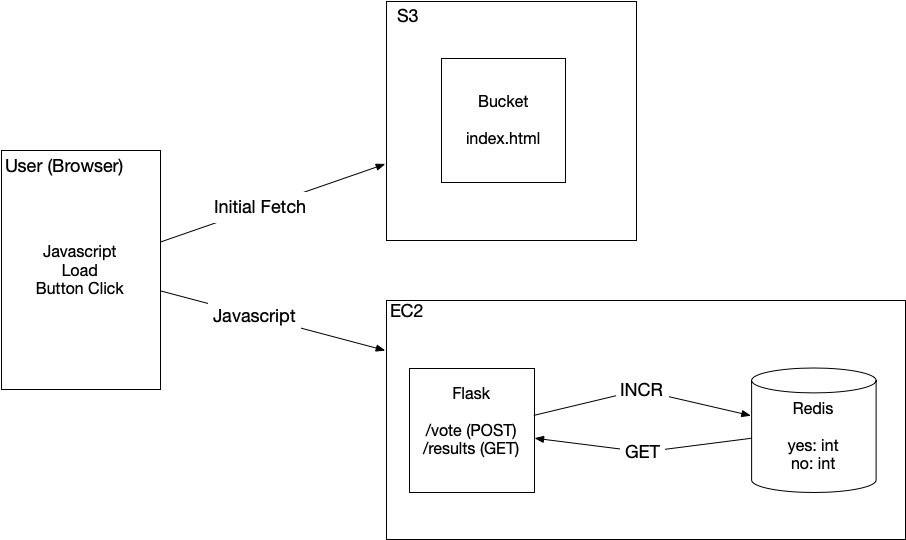 S3
Bucket
index.html
User (Browser)
Javascript
Load
Button Click
Initial Fetch
Javascript
EC2
Flask
/vote (POST)
/results (GET)
INCR
GET
Redis
yes: int
no: int